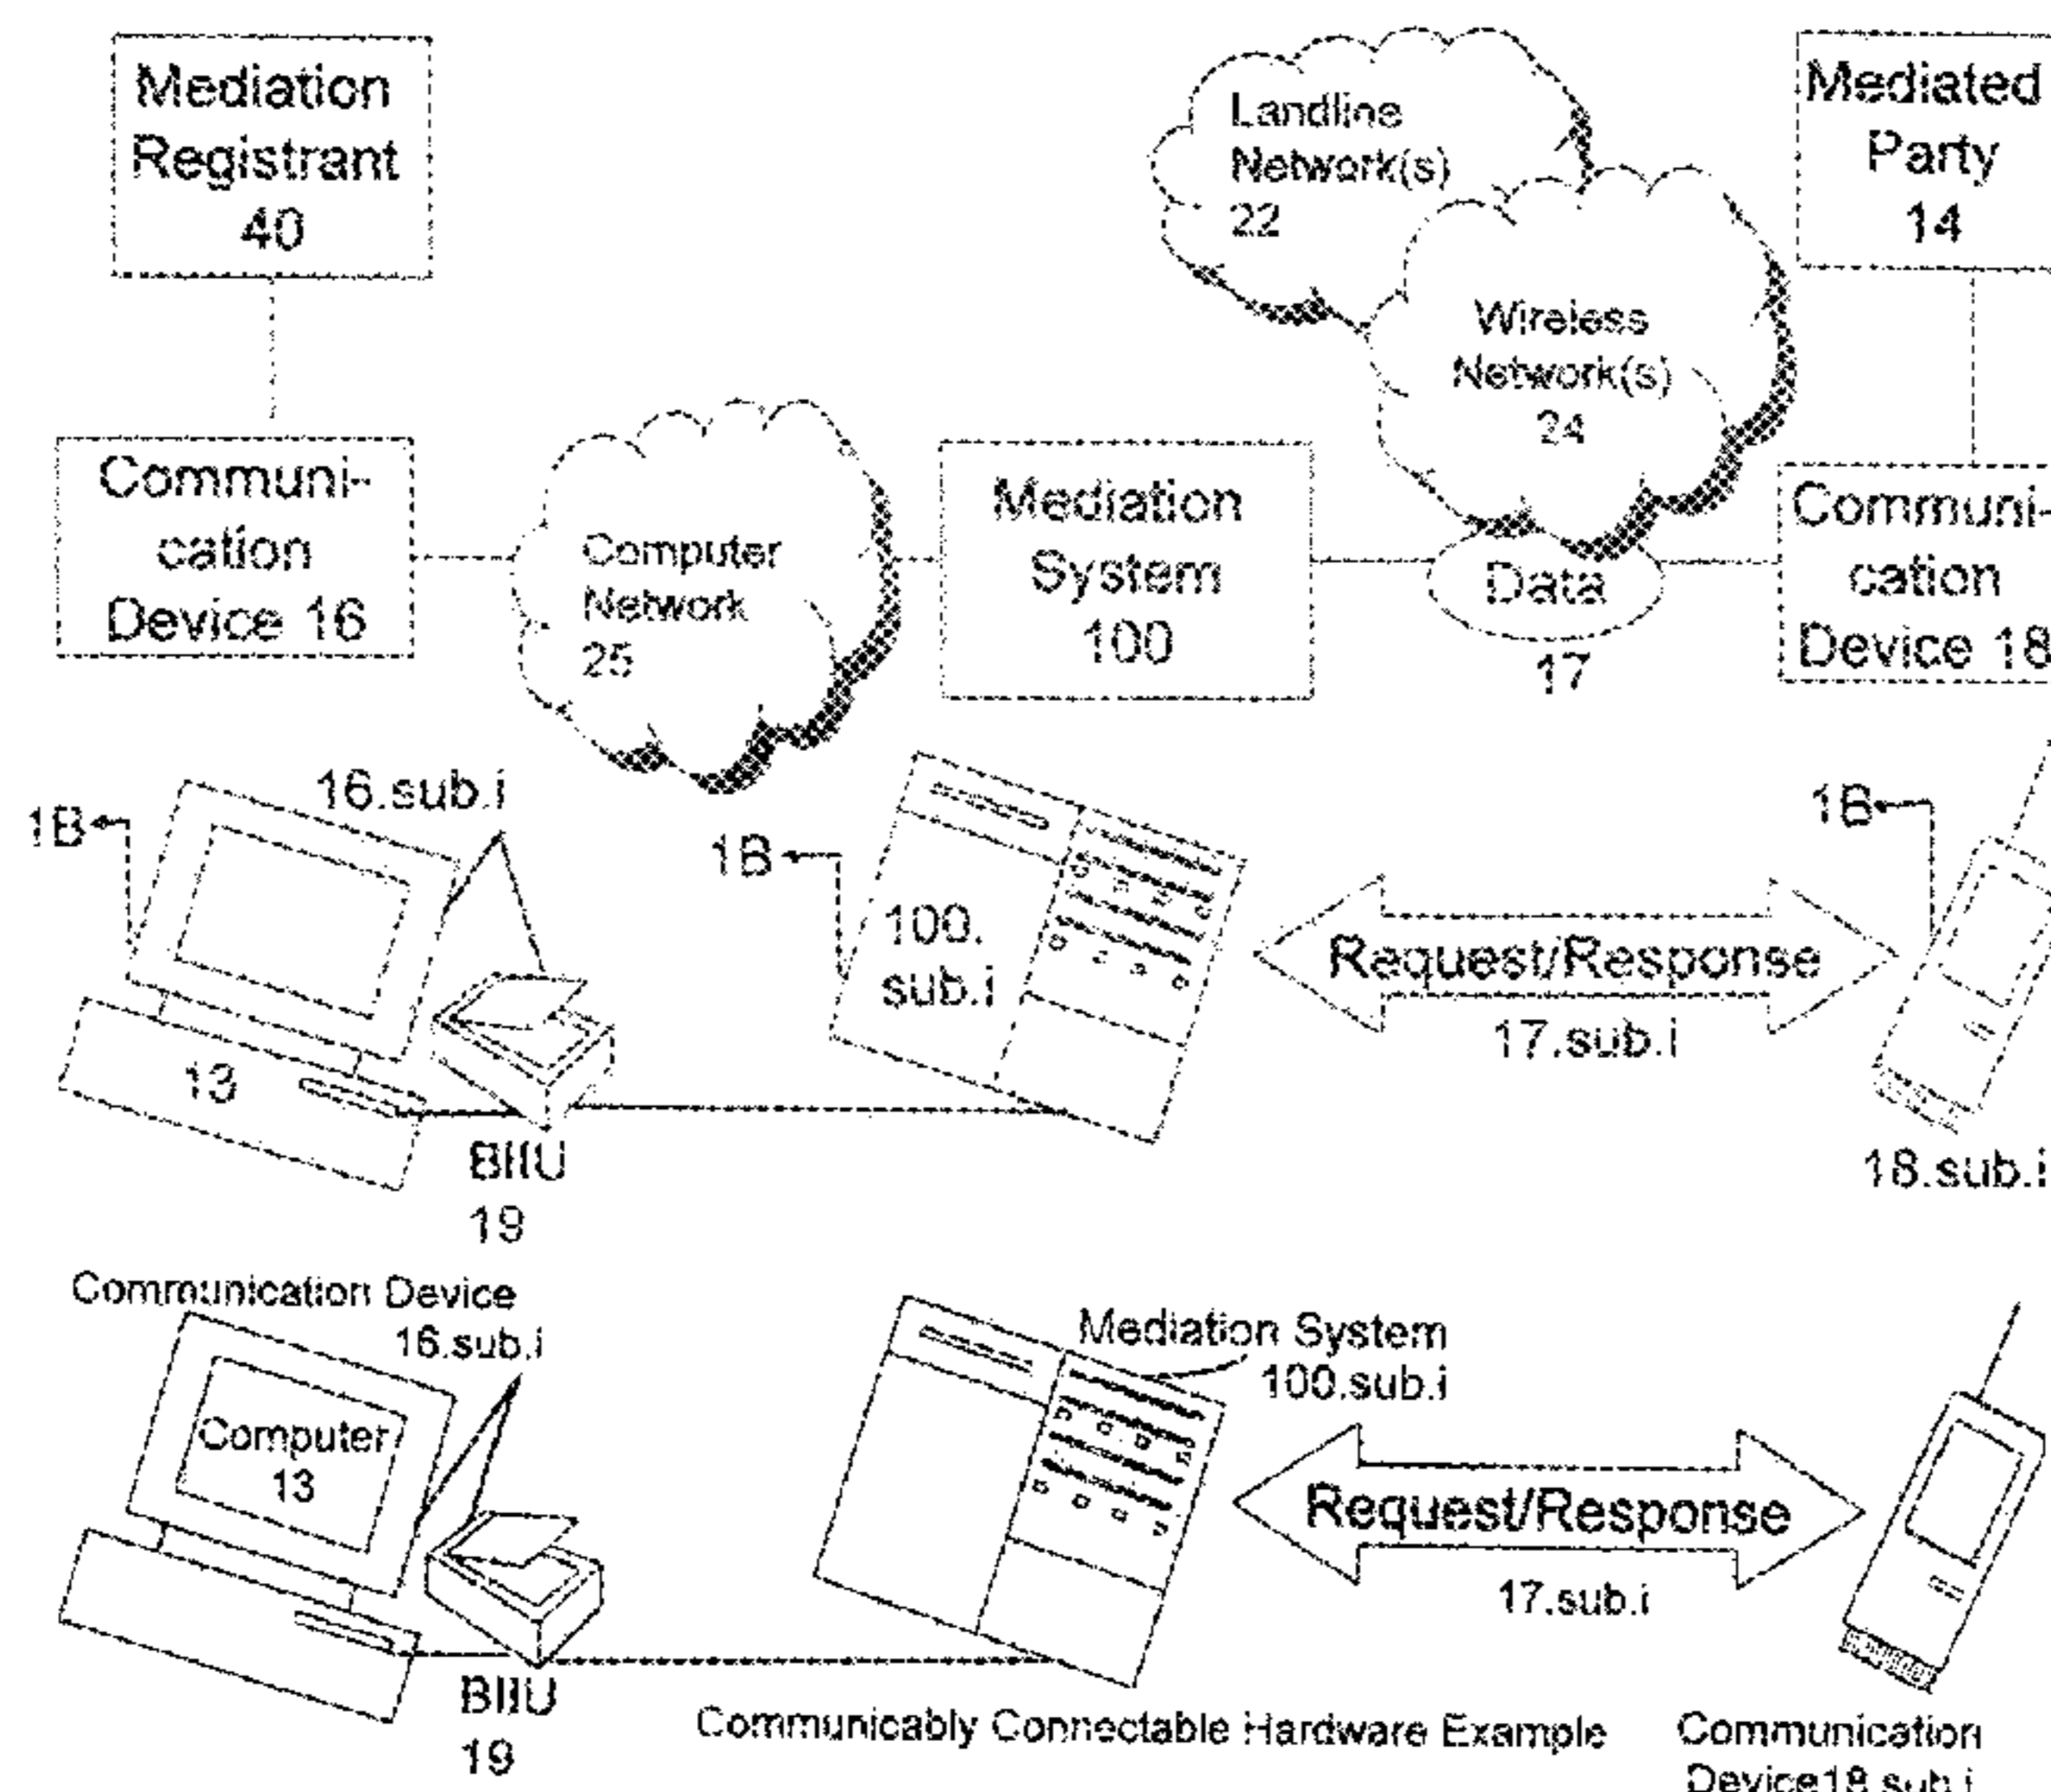 Mediation
Registrant
40
Landline
Network(s)
22
Wireless
Network(s)
24
Mediated
Party
14
Communi-
cation
Device 16
Computer
Network
25
Mediation
System
100
Data
17
Communi-
cation
Device 18
1B
16.sub.i
13
BIIU
19
1B
100.
sub.i
Request/Response
17.sub.i
1B
18.sub.i
Communication Device
16.sub.i
Computer
13
BIIU
19
Mediation System
100.sub.i
Request/Response
17.sub.i
Communicably Connectable Hardware Example
Communication
Device18.sub.i